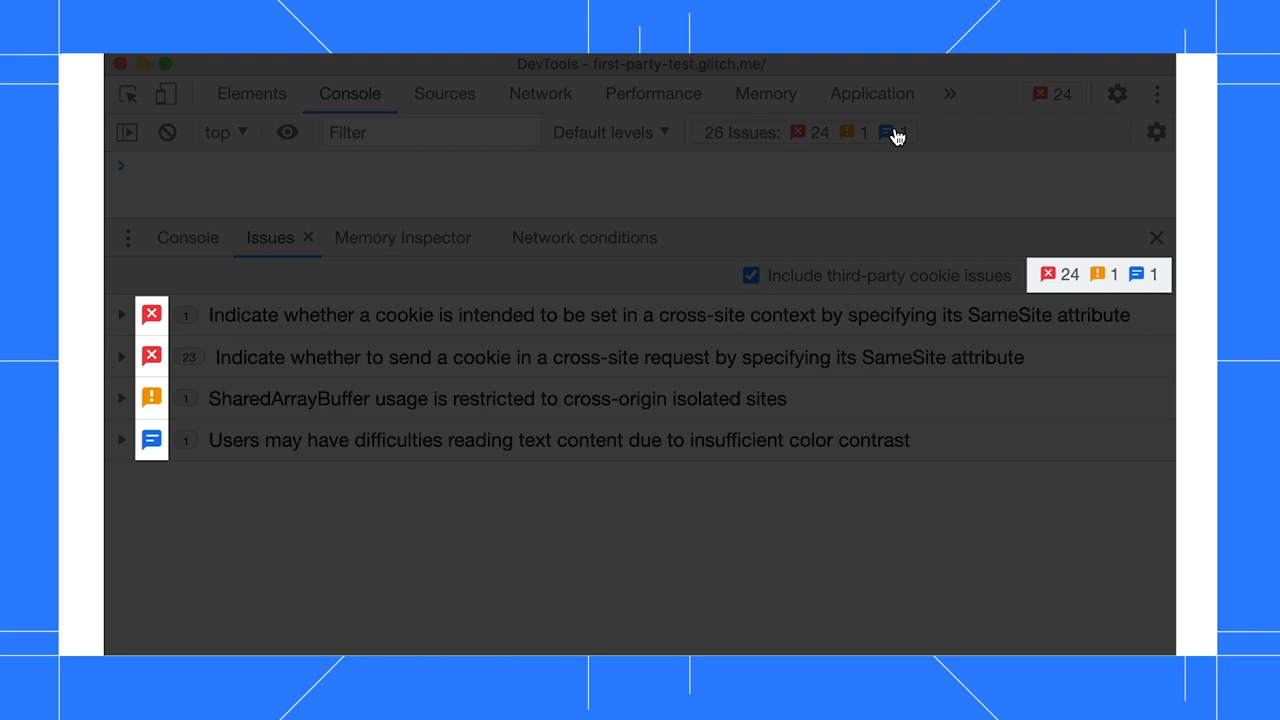 DevTools - first-party-test.glitch.me/
Elements Console Sources Network Performance Memory Application » 24
top Filter Default levels 26 Issues: 24 1
Console Issues Memory Inspector Network conditions
Include third-party cookie issues 24 1 1
1 Indicate whether a cookie is intended to be set in a cross-site context by specifying its SameSite attribute
23 Indicate whether to send a cookie in a cross-site request by specifying its SameSite attribute
1 SharedArrayBuffer usage is restricted to cross-origin isolated sites
1 Users may have difficulties reading text content due to insufficient color contrast